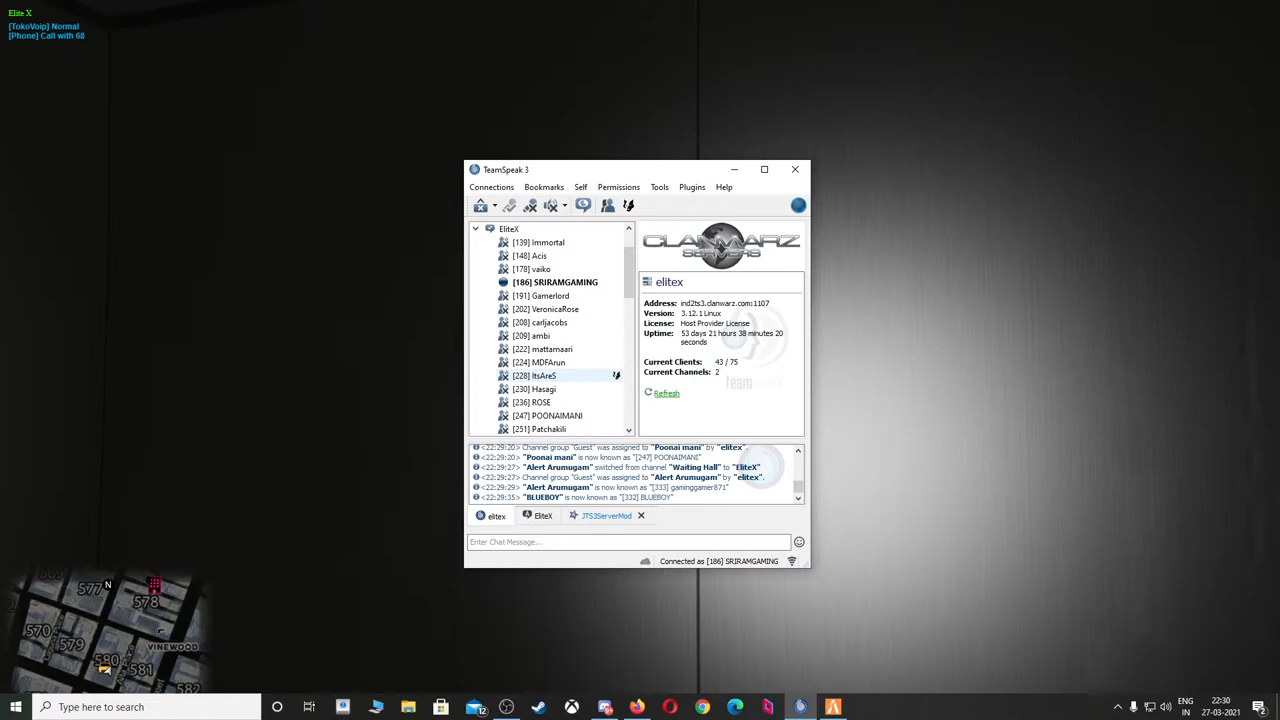 Elite X
[TokoVoip] Normal
[Phone] Call with 68
TeamSpeak 3
Connections Bookmarks Self Permissions Tools Plugins Help
EliteX
[139] Immortal
[148] Acis
[178] vaiko
[186] SRIRAMGAMING
[191] Gamerlord
[202] VeronicaRose
[208] carljacobs
[209] ambi
[222] mattamaari
[224] MDFArun
[228] ItsAreS
[230] Hasagi
[236] ROSE
[247] POONAIMANI
[251] Patchakili
CLANWARZ
SERVERS
elitex
Address: ind2ts3.clanwarz.com:1107
Version: 3.12.1 Linux
License: Host Provider License
Uptime: 53 days 21 hours 38 minutes 20
seconds
Current Clients: 43 / 75
Current Channels: 2
Refresh
<22:29:20> Channel group "Guest" was assigned to "Poonai mani" by "elitex".
"Poonai mani" is now known as "[247] POONAIMANI"
<22:29:27> "Alert Arumugam" switched from channel "Waiting Hall" to "EliteX"
<22:29:27> Channel group "Guest" was assigned to "Alert Arumugam" by "elitex".
<22:29:29> "Alert Arumugam" is now known as "[333] gaminggamer871"
<22:29:35> "BLUEBOY" is now known as "[332] BLUEBOY"
elitex EliteX JTS3ServerMod
Enter Chat Message...
Connected as [186] SRIRAMGAMING
577 N
578
570
579
VINEWOOD
580
581
582
Type here to search
12
ENG
IN
22:30
27-03-2021
2